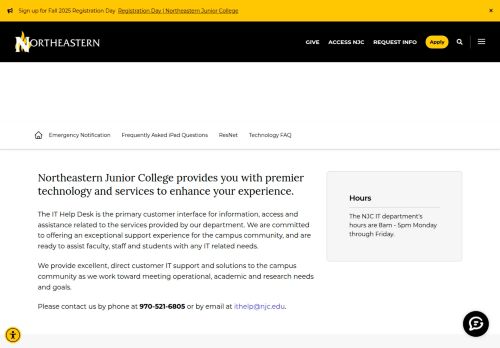 Sign up for Fall 2025 Registration Day Registration Day | Northeastern Junior College ×
NORTHEASTERN GIVE ACCESS NJC REQUEST INFO Apply
Emergency Notification Frequently Asked iPad Questions ResNet Technology FAQ
Northeastern Junior College provides you with premier
technology and services to enhance your experience.
The IT Help Desk is the primary customer interface for information, access and
assistance related to the services provided by our department. We are committed
to offering an exceptional support experience for the campus community, and are
ready to assist faculty, staff and students with any IT related needs.
We provide excellent, direct customer IT support and solutions to the campus
community as we work toward meeting operational, academic and research needs
and goals.
Please contact us by phone at 970-521-6805 or by email at ithelp@njc.edu.
Hours
The NJC IT department's
hours are 8am - 5pm Monday
through Friday.